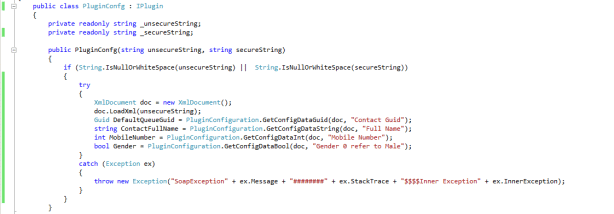 public class PluginConfg : IPlugin
{
private readonly string _unsecureString;
private readonly string _secureString;
public PluginConfg(string unsecureString, string secureString)
{
if (String.IsNullOrWhiteSpace(unsecureString) || String.IsNullOrWhiteSpace(secureString))
{
try
{
XmlDocument doc = new XmlDocument();
doc.LoadXml(unsecureString);
Guid DefaultQueueGuid = PluginConfiguration.GetConfigDataGuid(doc, "Contact Guid");
string ContactFullName = PluginConfiguration.GetConfigDataString(doc, "Full Name");
int MobileNumber = PluginConfiguration.GetConfigDataInt(doc, "Mobile Number");
bool Gender = PluginConfiguration.GetConfigDataBool(doc, "Gender 0 refer to Male");
}
catch (Exception ex)
{
throw new Exception("SoapException" + ex.Message + "########" + ex.StackTrace + "$$$$Inner Exception" + ex.InnerException);
}
}
}